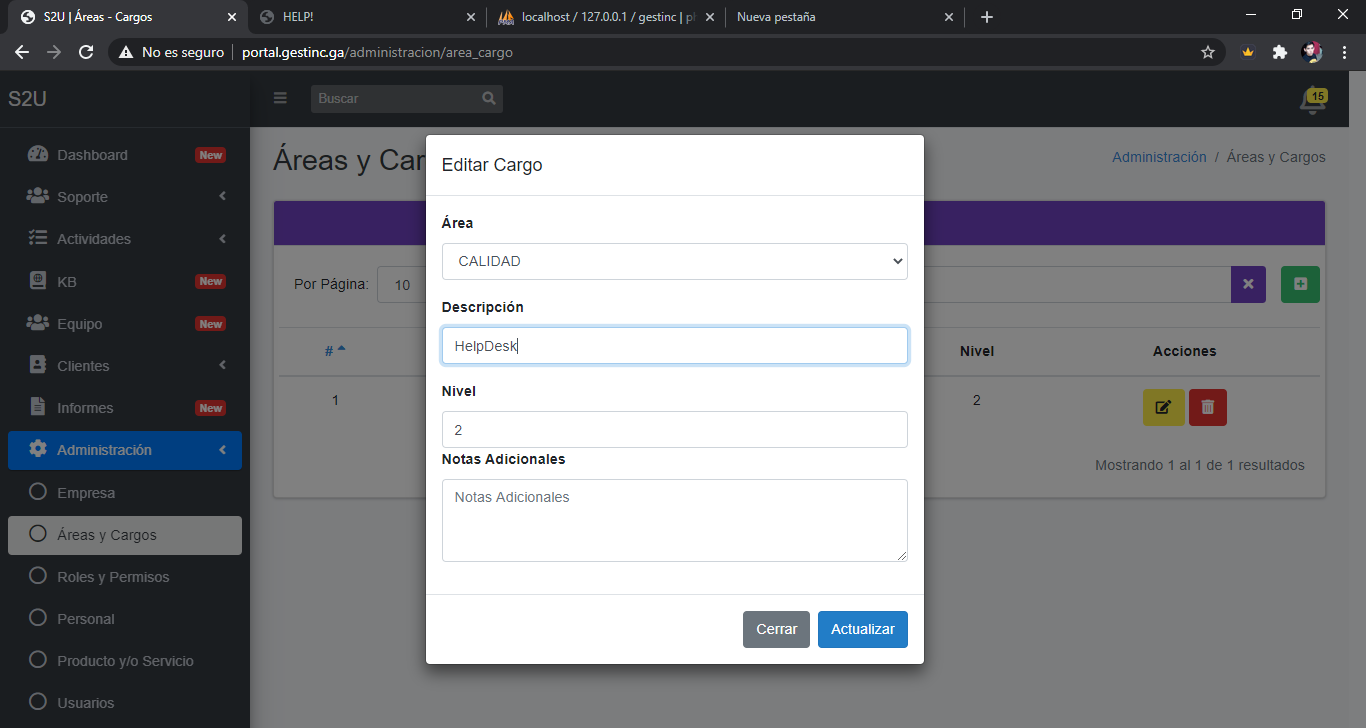 S2U | Áreas - Cargos
HELP!
localhost / 127.0.0.1 / gestinc | ph
Nueva pestaña
No es seguro
portal.gestinc.ga/administracion/area_cargo
S2U
Buscar
15
Dashboard New
Soporte
Actividades
KB New
Equipo New
Clientes
Informes New
Administración
Empresa
Áreas y Cargos
Roles y Permisos
Personal
Producto y/o Servicio
Usuarios
Áreas y Car
Administración / Áreas y Cargos
Por Página: 10
# Nivel Acciones
1 2
Mostrando 1 al 1 de 1 resultados
Editar Cargo
Área
CALIDAD
Descripción
HelpDesk
Nivel
2
Notas Adicionales
Notas Adicionales
Cerrar Actualizar